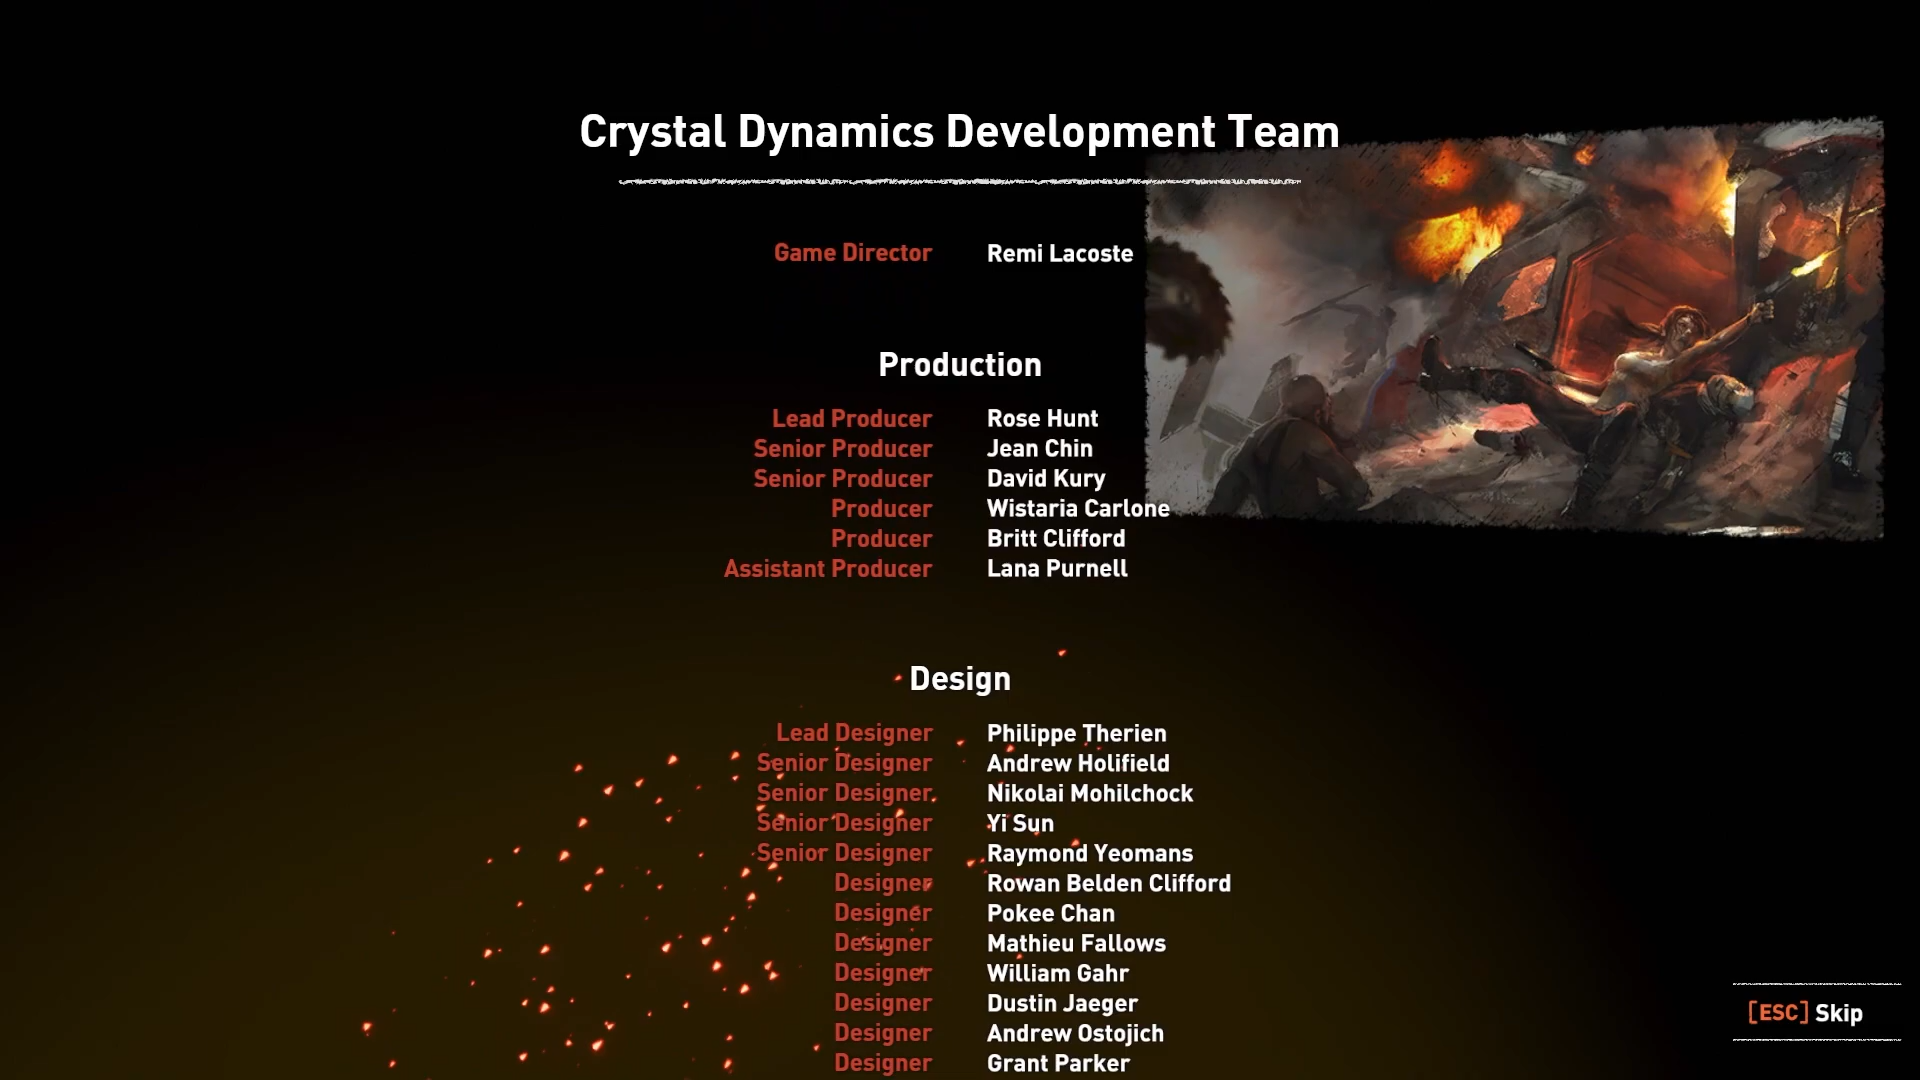 Crystal Dynamics Development Team
Game Director Remi Lacoste
Production
Lead Producer Rose Hunt
Senior Producer Jean Chin
Senior Producer David Kury
Producer Wistaria Carlone
Producer Britt Clifford
Assistant Producer Lana Purnell
Design
Lead Designer Philippe Therien
Senior Designer Andrew Holifield
Senior Designer Nikolai Mohilchock
Senior Designer Yi Sun
Senior Designer Raymond Yeomans
Designer Rowan Belden Clifford
Designer Pokee Chan
Designer Mathieu Fallows
Designer William Gahr
Designer Dustin Jaeger
Designer Andrew Ostojich
Designer Grant Parker
[ESC] Skip